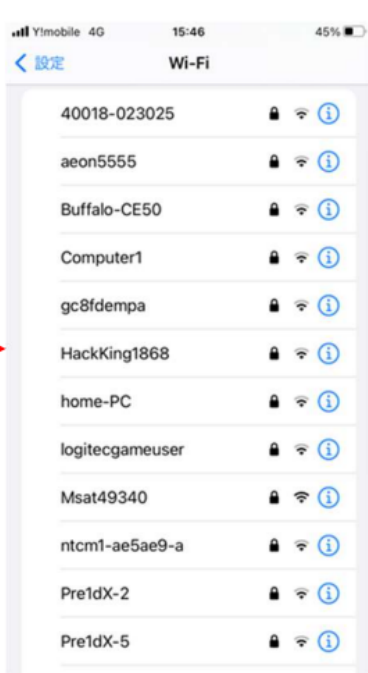 Y!mobile 4G 15:46 45%
設定 Wi-Fi
40018-023025
aeon5555
Buffalo-CE50
Computer1
gc8fdempa
HackKing1868
home-PC
logitecgameuser
Msat49340
ntcm1-ae5ae9-a
Pre1dX-2
Pre1dX-5